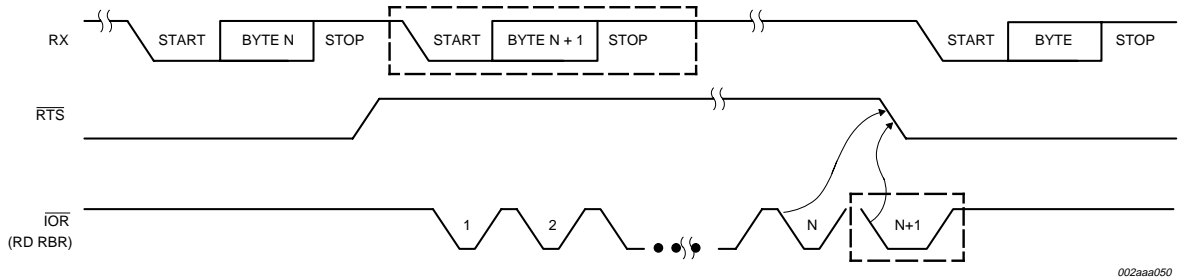 RX START BYTE N STOP START BYTE N + 1 STOP START BYTE STOP
RTS
IOR 1 2 N N+1
(RD RBR)
002aaa050